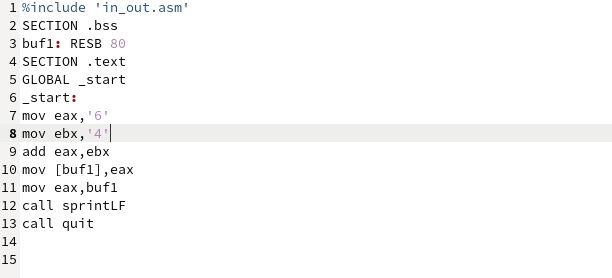 1 %include 'in_out.asm'
2 SECTION .bss
3 buf1: RESB 80
4 SECTION .text
5 GLOBAL _start
6 _start:
7 mov eax,'6'
8 mov ebx,'4'
9 add eax,ebx
10 mov [buf1],eax
11 mov eax,buf1
12 call sprintLF
13 call quit
14
15